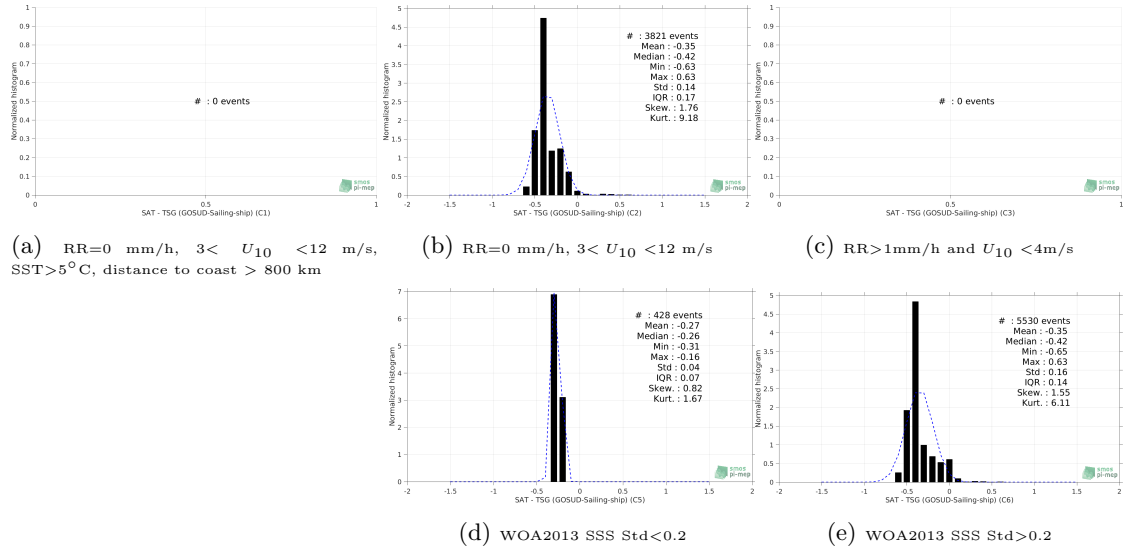 1
0.9
0.8
0.7
0.6
0.5
0.4
0.3
0.2
0.1
0
Normalized histogram
# : 0 events
smos
pi-mep
0 0.5 1
SAT - TSG (GOSUD-Sailing-ship) (C1)
5
4.5
4
3.5
3
2.5
2
1.5
1
0.5
0
Normalized histogram
# : 3821 events
Mean : -0.35
Median : -0.42
Min : -0.63
Max : 0.63
Std : 0.14
IQR : 0.17
Skew. : 1.76
Kurt. : 9.18
smos
pi-mep
-2 -1.5 -1 -0.5 0 0.5 1 1.5 2
SAT - TSG (GOSUD-Sailing-ship) (C2)
1
0.9
0.8
0.7
0.6
0.5
0.4
0.3
0.2
0.1
0
Normalized histogram
# : 0 events
smos
pi-mep
0 0.5 1
SAT - TSG (GOSUD-Sailing-ship) (C3)
(a) RR=0 mm/h, 3< U10 <12 m/s,
SST>5°C, distance to coast > 800 km
(b) RR=0 mm/h, 3< U10 <12 m/s
(c) RR>1mm/h and U10 <4m/s
7
6
5
4
3
2
1
0
Normalized histogram
# : 428 events
Mean : -0.27
Median : -0.26
Min : -0.31
Max : -0.16
Std : 0.04
IQR : 0.07
Skew. : 0.82
Kurt. : 1.67
smos
pi-mep
-2 -1.5 -1 -0.5 0 0.5 1 1.5 2
SAT - TSG (GOSUD-Sailing-ship) (C5)
5
4.5
4
3.5
3
2.5
2
1.5
1
0.5
0
Normalized histogram
# : 5530 events
Mean : -0.35
Median : -0.42
Min : -0.65
Max : 0.63
Std : 0.16
IQR : 0.14
Skew. : 1.55
Kurt. : 6.11
smos
pi-mep
-2 -1.5 -1 -0.5 0 0.5 1 1.5 2
SAT - TSG (GOSUD-Sailing-ship) (C6)
(d) WOA2013 SSS Std<0.2
(e) WOA2013 SSS Std>0.2